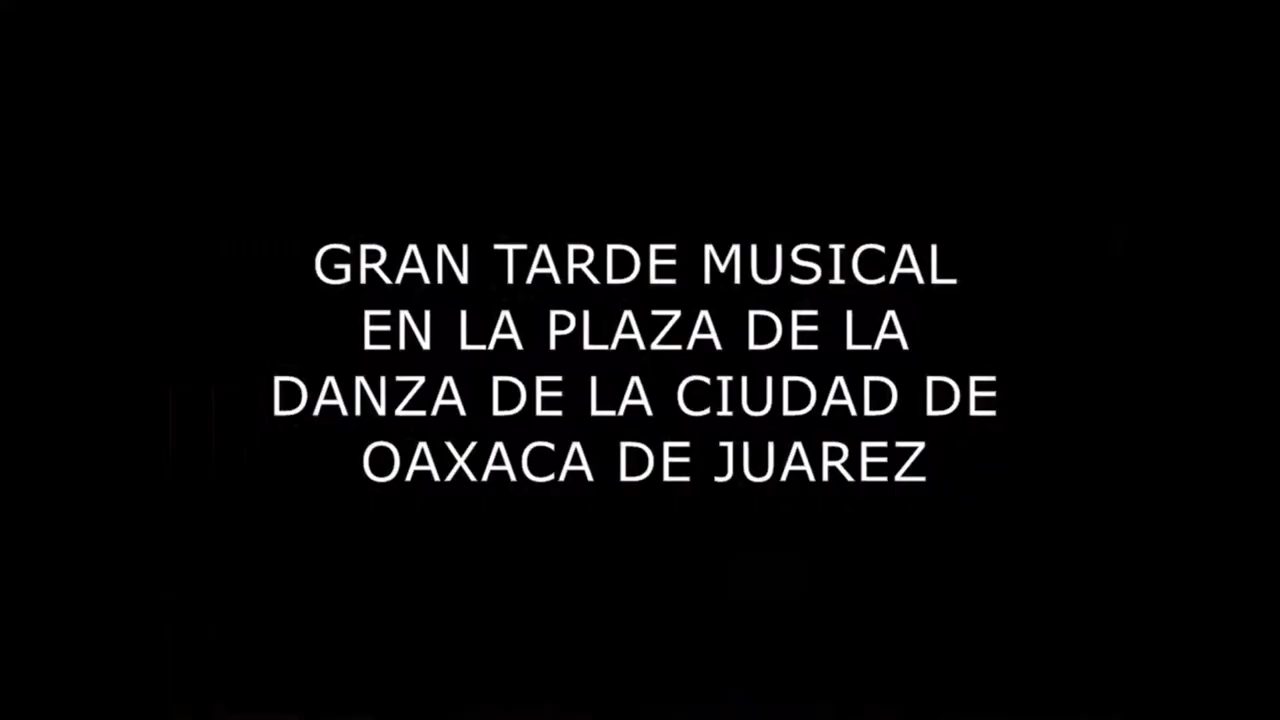 GRAN TARDE MUSICAL
EN LA PLAZA DE LA
DANZA DE LA CIUDAD DE
OAXACA DE JUAREZ